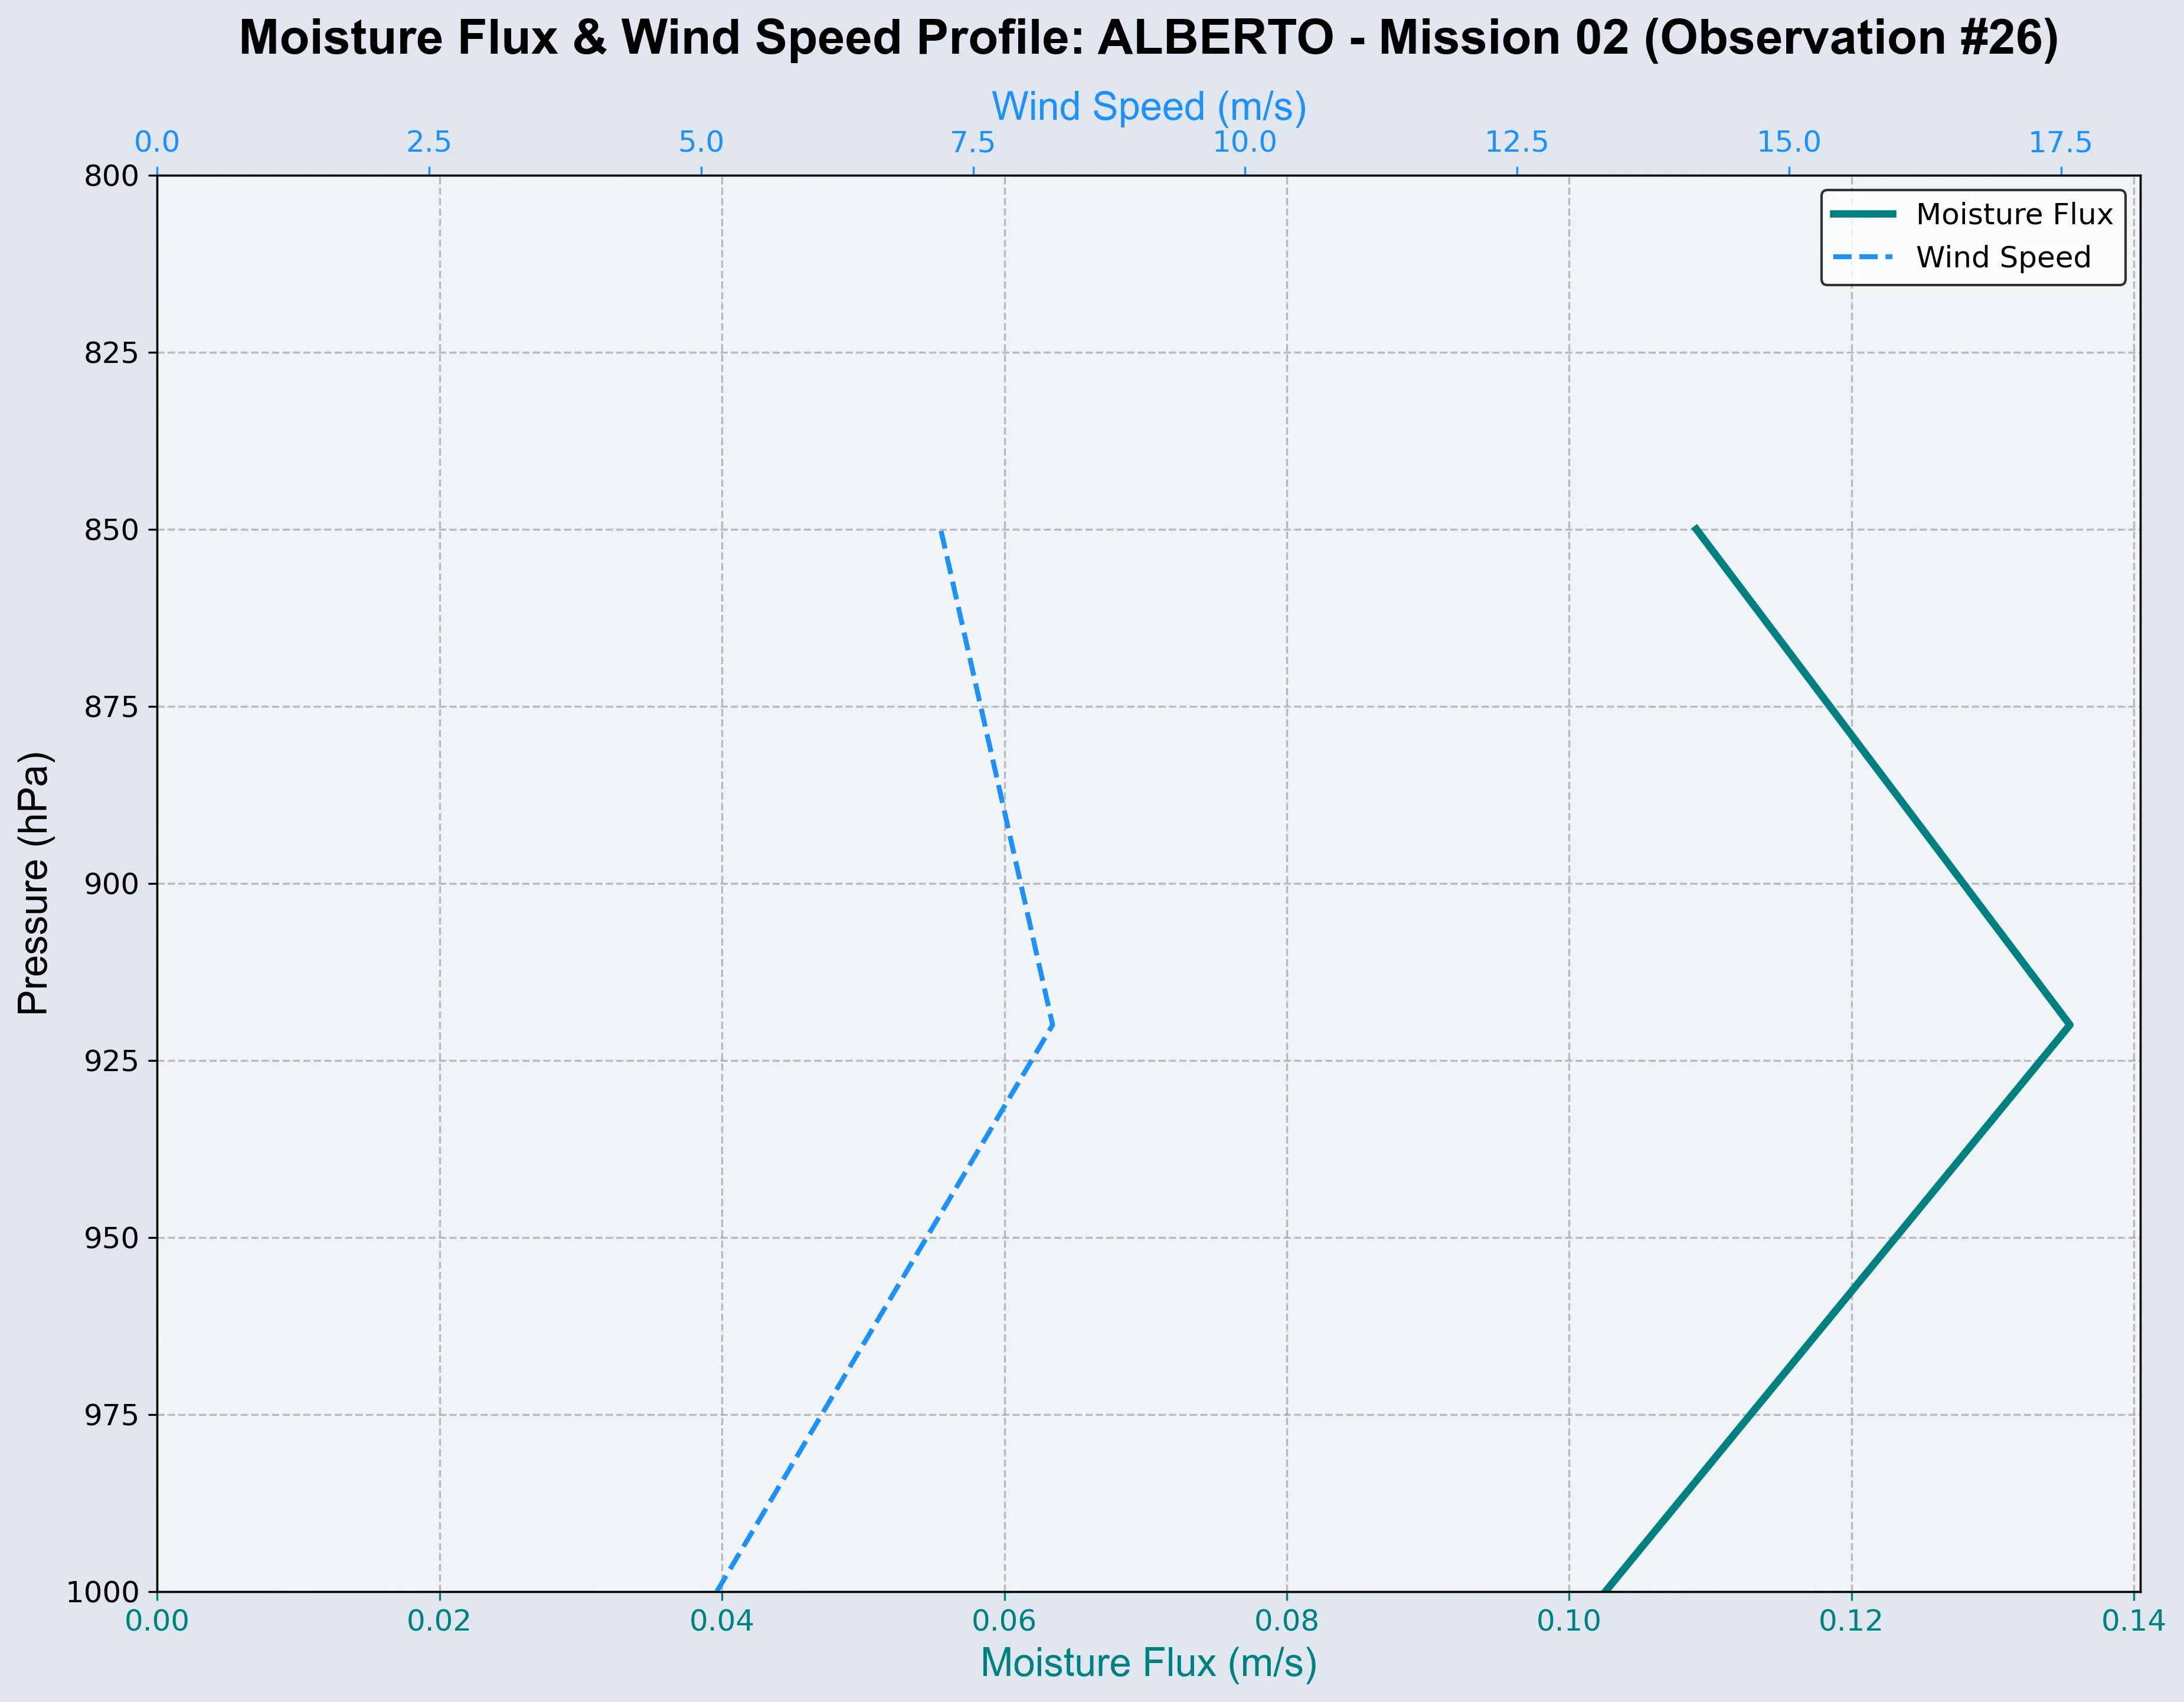 Moisture Flux & Wind Speed Profile: ALBERTO - Mission 02 (Observation #26)
Wind Speed (m/s)
0.0 2.5 5.0 7.5 10.0 12.5 15.0 17.5
Moisture Flux
Wind Speed
Pressure (hPa)
800
825
850
875
900
925
950
975
1000
0.00 0.02 0.04 0.06 0.08 0.10 0.12 0.14
Moisture Flux (m/s)